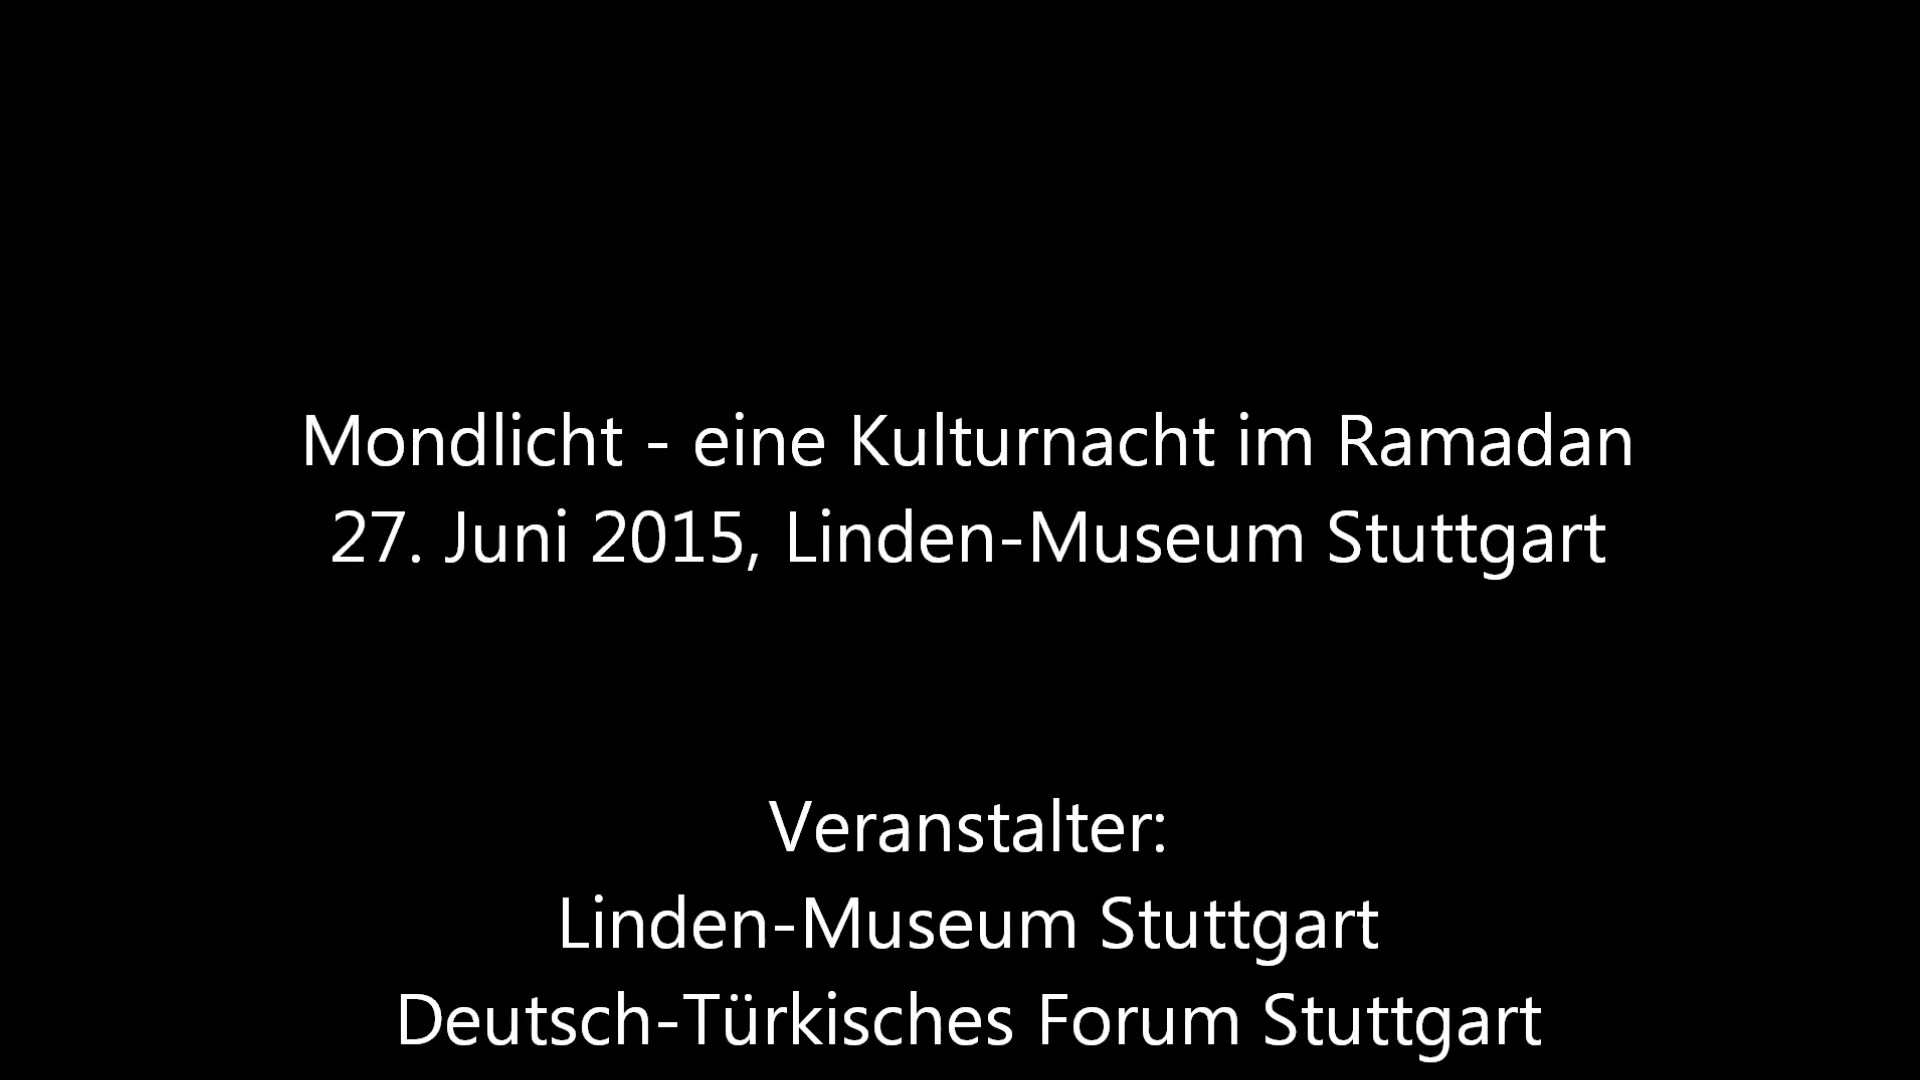 Mondlicht - eine Kulturnacht im Ramadan
27. Juni 2015, Linden-Museum Stuttgart
Veranstalter:
Linden-Museum Stuttgart
Deutsch-Türkisches Forum Stuttgart